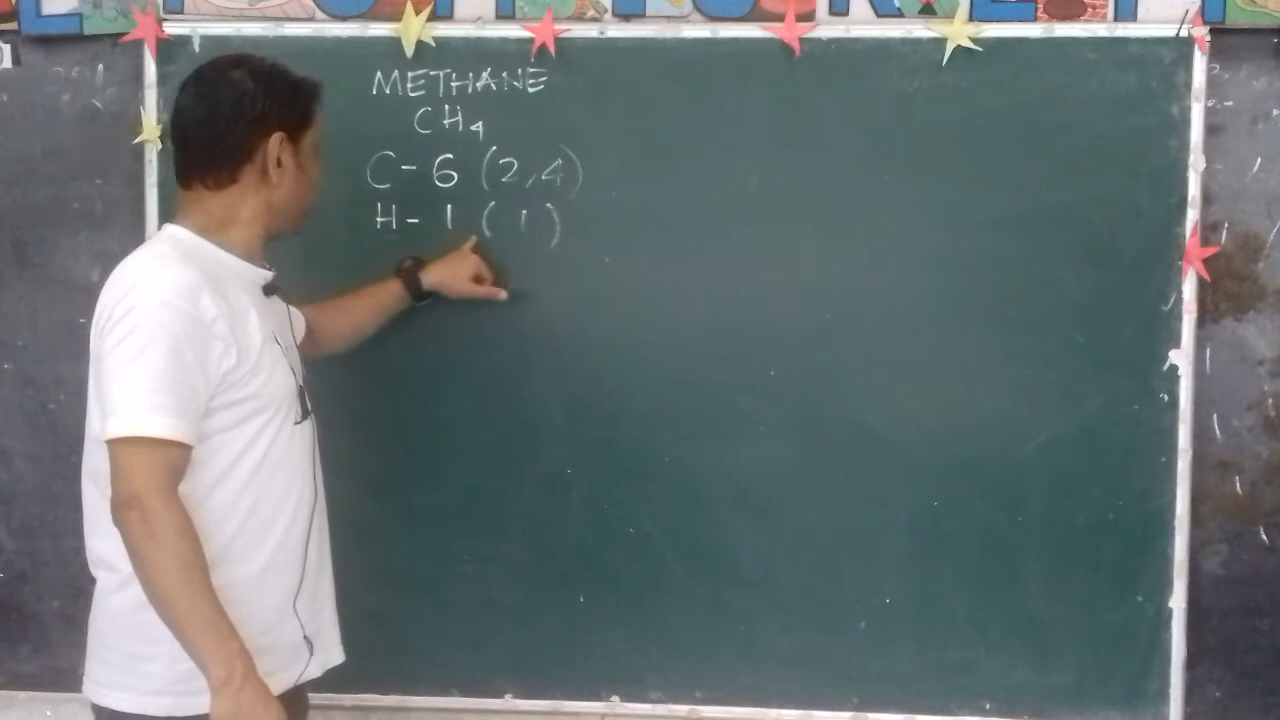 METHANE
CH₄
C - 6 (2,4)
H - 1 (1)